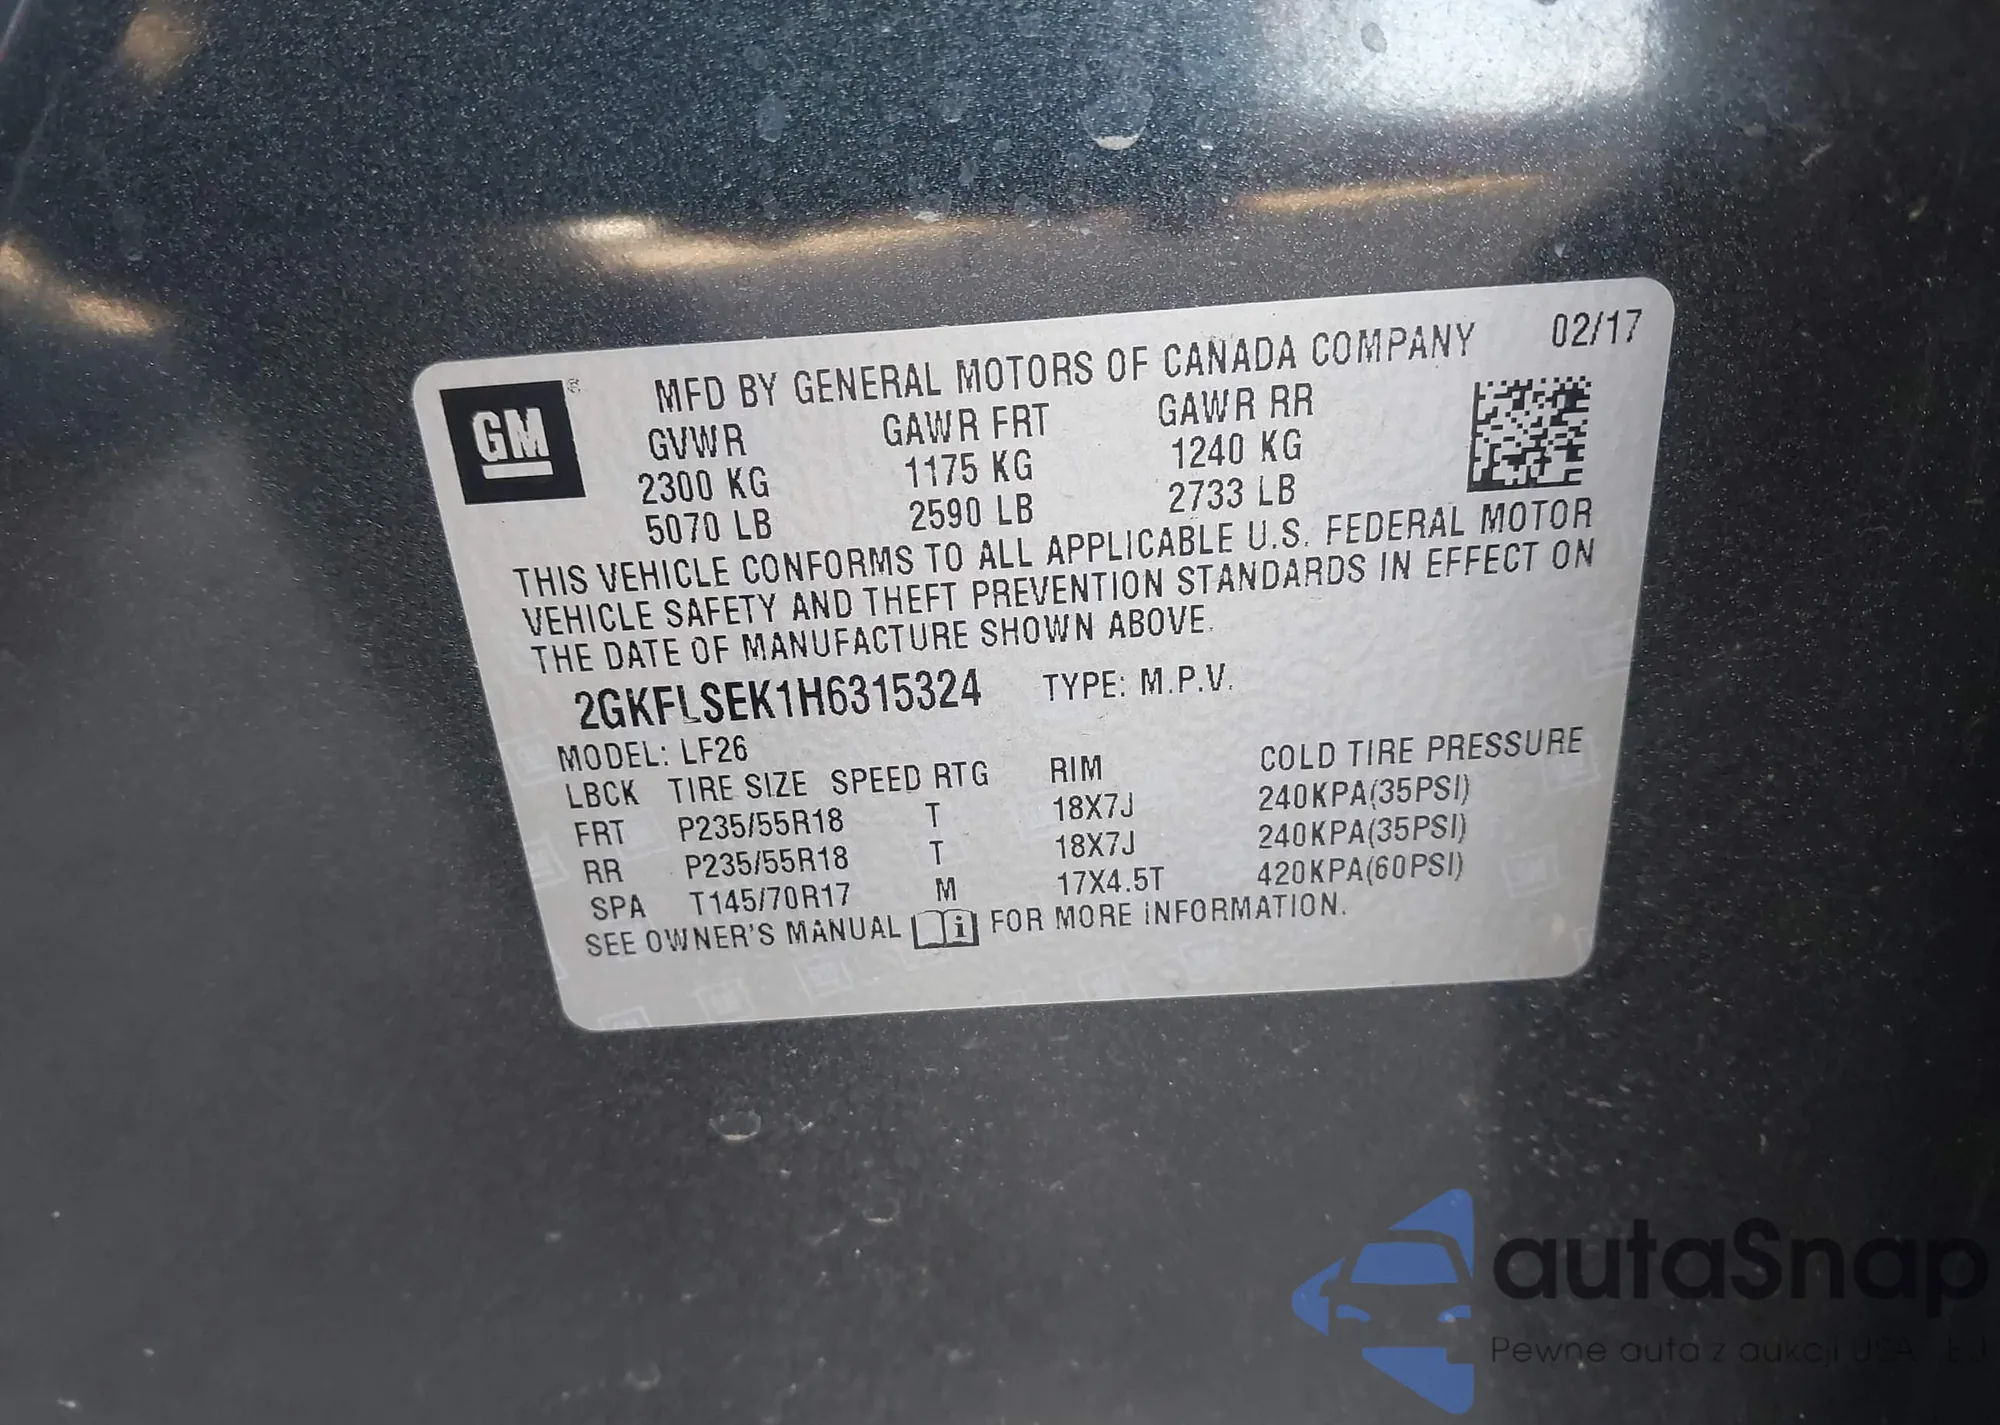 GM®
MFD BY GENERAL MOTORS OF CANADA COMPANY 02/17
GVWR GAWR FRT GAWR RR
2300 KG 1175 KG 1240 KG
5070 LB 2590 LB 2733 LB
THIS VEHICLE CONFORMS TO ALL APPLICABLE U.S. FEDERAL MOTOR
VEHICLE SAFETY AND THEFT PREVENTION STANDARDS IN EFFECT ON
THE DATE OF MANUFACTURE SHOWN ABOVE.
2GKFLSEK1H6315324 TYPE: M.P.V.
MODEL: LF26
LBCK TIRE SIZE SPEED RTG RIM COLD TIRE PRESSURE
FRT P235/55R18 T 18X7J 240KPA(35PSI)
RR P235/55R18 T 18X7J 240KPA(35PSI)
SPA T145/70R17 M 17X4.5T 420KPA(60PSI)
SEE OWNER'S MANUAL i FOR MORE INFORMATION.
autaSnap
Pewne auta z aukcji USA